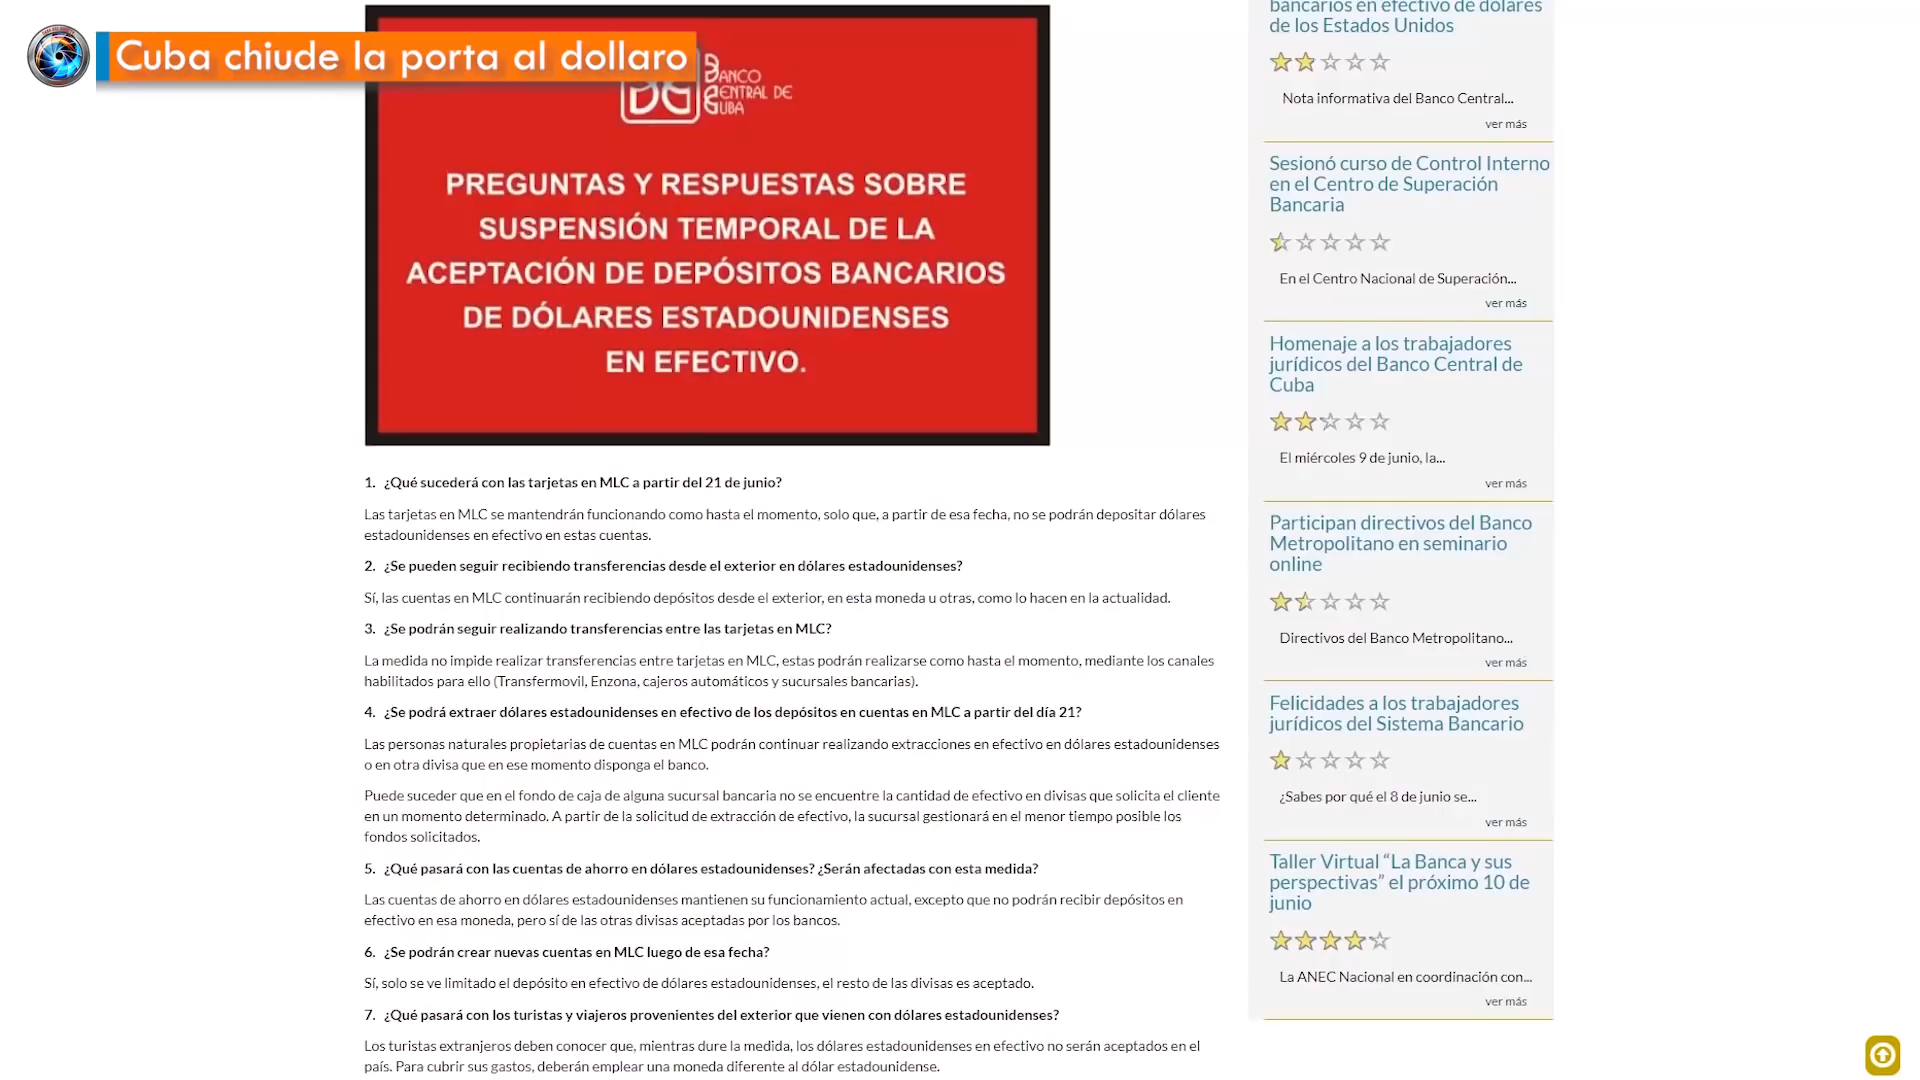 Cuba chiude la porta al dollaro
BANCO
CENTRAL DE
CUBA
PREGUNTAS Y RESPUESTAS SOBRE
SUSPENSIÓN TEMPORAL DE LA
ACEPTACIÓN DE DEPÓSITOS BANCARIOS
DE DÓLARES ESTADOUNIDENSES
EN EFECTIVO.
1. ¿Qué sucederá con las tarjetas en MLC a partir del 21 de junio?
Las tarjetas en MLC se mantendrán funcionando como hasta el momento, solo que, a partir de esa fecha, no se podrán depositar dólares
estadounidenses en efectivo en estas cuentas.
2. ¿Se pueden seguir recibiendo transferencias desde el exterior en dólares estadounidenses?
Sí, las cuentas en MLC continuarán recibiendo depósitos desde el exterior, en esta moneda u otras, como lo hacen en la actualidad.
3. ¿Se podrán seguir realizando transferencias entre las tarjetas en MLC?
La medida no impide realizar transferencias entre tarjetas en MLC, estas podrán realizarse como hasta el momento, mediante los canales
habilitados para ello (Transfermovil, Enzona, cajeros automáticos y sucursales bancarias).
4. ¿Se podrá extraer dólares estadounidenses en efectivo de los depósitos en cuentas en MLC a partir del día 21?
Las personas naturales propietarias de cuentas en MLC podrán continuar realizando extracciones en efectivo en dólares estadounidenses
o en otra divisa que en ese momento disponga el banco.
Puede suceder que en el fondo de caja de alguna sucursal bancaria no se encuentre la cantidad de efectivo en divisas que solicita el cliente
en un momento determinado. A partir de la solicitud de extracción de efectivo, la sucursal gestionará en el menor tiempo posible los
fondos solicitados.
5. ¿Qué pasará con las cuentas de ahorro en dólares estadounidenses? ¿Serán afectadas con esta medida?
Las cuentas de ahorro en dólares estadounidenses mantienen su funcionamiento actual, excepto que no podrán recibir depósitos en
efectivo en esa moneda, pero sí de las otras divisas aceptadas por los bancos.
6. ¿Se podrán crear nuevas cuentas en MLC luego de esa fecha?
Sí, solo se ve limitado el depósito en efectivo de dólares estadounidenses, el resto de las divisas es aceptado.
7. ¿Qué pasará con los turistas y viajeros provenientes del exterior que vienen con dólares estadounidenses?
Los turistas extranjeros deben conocer que, mientras dure la medida, los dólares estadounidenses en efectivo no serán aceptados en el
país. Para cubrir sus gastos, deberán emplear una moneda diferente al dólar estadounidense.
bancarios en efectivo de dólares
de los Estados Unidos
Nota informativa del Banco Central...
ver más
Sesionó curso de Control Interno
en el Centro de Superación
Bancaria
En el Centro Nacional de Superación...
ver más
Homenaje a los trabajadores
jurídicos del Banco Central de
Cuba
El miércoles 9 de junio, la...
ver más
Participan directivos del Banco
Metropolitano en seminario
online
Directivos del Banco Metropolitano...
ver más
Felicidades a los trabajadores
jurídicos del Sistema Bancario
¿Sabes por qué el 8 de junio se...
ver más
Taller Virtual “La Banca y sus
perspectivas” el próximo 10 de
junio
La ANEC Nacional en coordinación con...
ver más